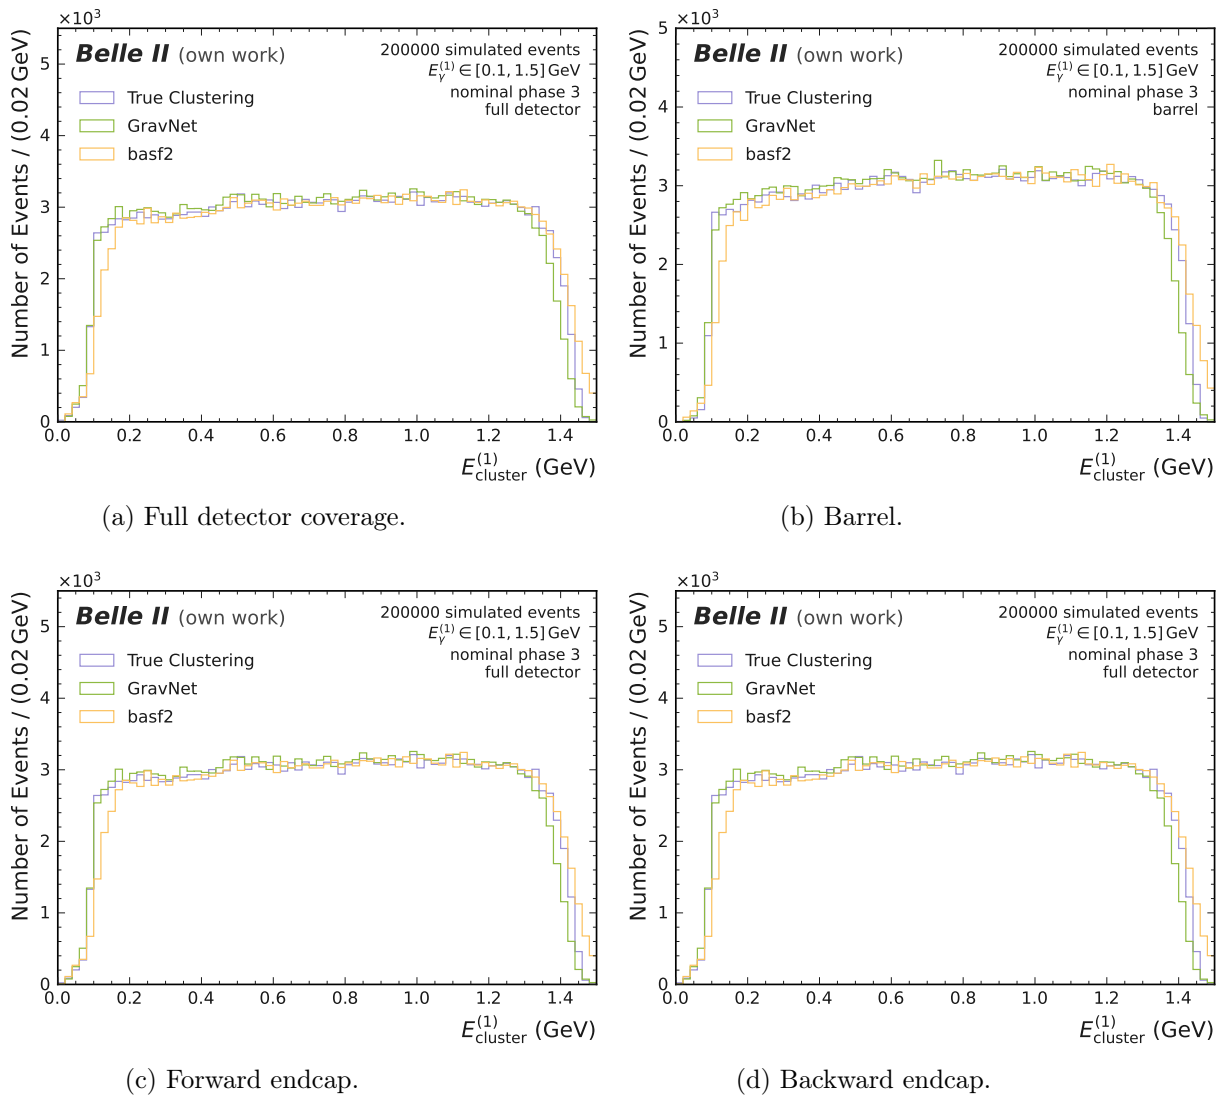 ×10³
Belle II (own work)
200000 simulated events
E_γ^(1) ∈ [0.1, 1.5] GeV
nominal phase 3
full detector
True Clustering
GravNet
basf2
Number of Events / (0.02 GeV)
5
4
3
2
1
0
0.0 0.2 0.4 0.6 0.8 1.0 1.2 1.4
E_cluster^(1) (GeV)
(a) Full detector coverage.
×10³
Belle II (own work)
200000 simulated events
E_γ^(1) ∈ [0.1, 1.5] GeV
nominal phase 3
barrel
True Clustering
GravNet
basf2
Number of Events / (0.02 GeV)
5
4
3
2
1
0
0.0 0.2 0.4 0.6 0.8 1.0 1.2 1.4
E_cluster^(1) (GeV)
(b) Barrel.
×10³
Belle II (own work)
200000 simulated events
E_γ^(1) ∈ [0.1, 1.5] GeV
nominal phase 3
full detector
True Clustering
GravNet
basf2
Number of Events / (0.02 GeV)
5
4
3
2
1
0
0.0 0.2 0.4 0.6 0.8 1.0 1.2 1.4
E_cluster^(1) (GeV)
(c) Forward endcap.
×10³
Belle II (own work)
200000 simulated events
E_γ^(1) ∈ [0.1, 1.5] GeV
nominal phase 3
full detector
True Clustering
GravNet
basf2
Number of Events / (0.02 GeV)
5
4
3
2
1
0
0.0 0.2 0.4 0.6 0.8 1.0 1.2 1.4
E_cluster^(1) (GeV)
(d) Backward endcap.